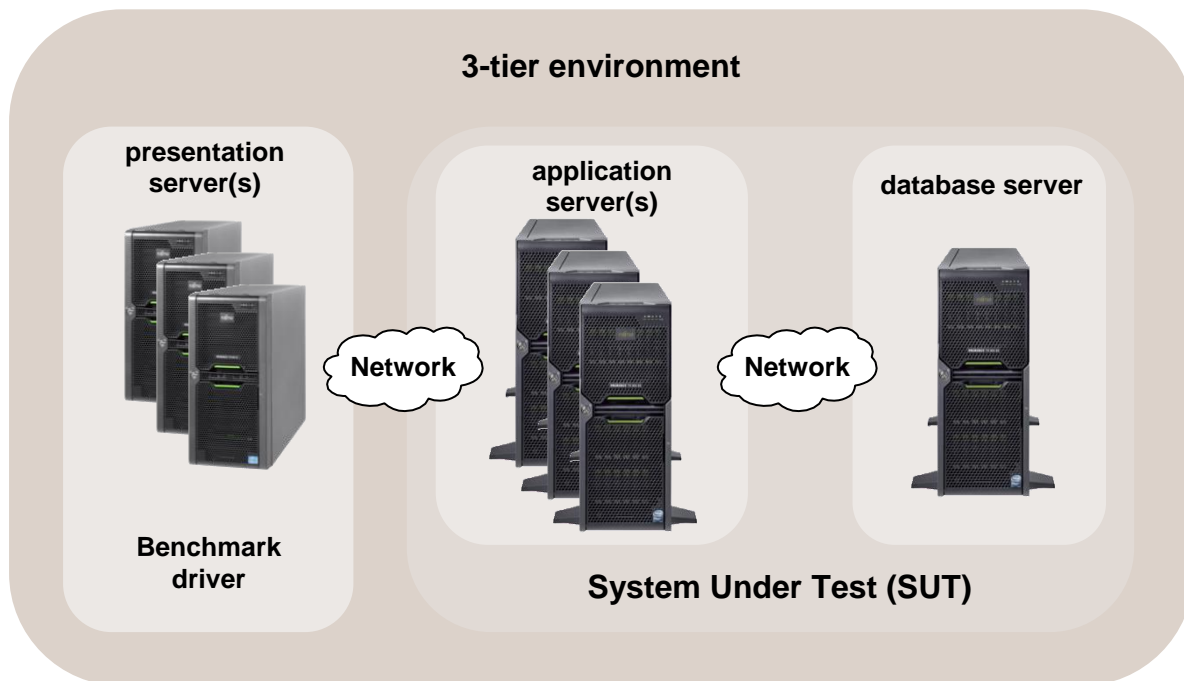 3-tier environment
presentation
server(s)
application
server(s)
database server
Network
Network
Benchmark
driver
System Under Test (SUT)